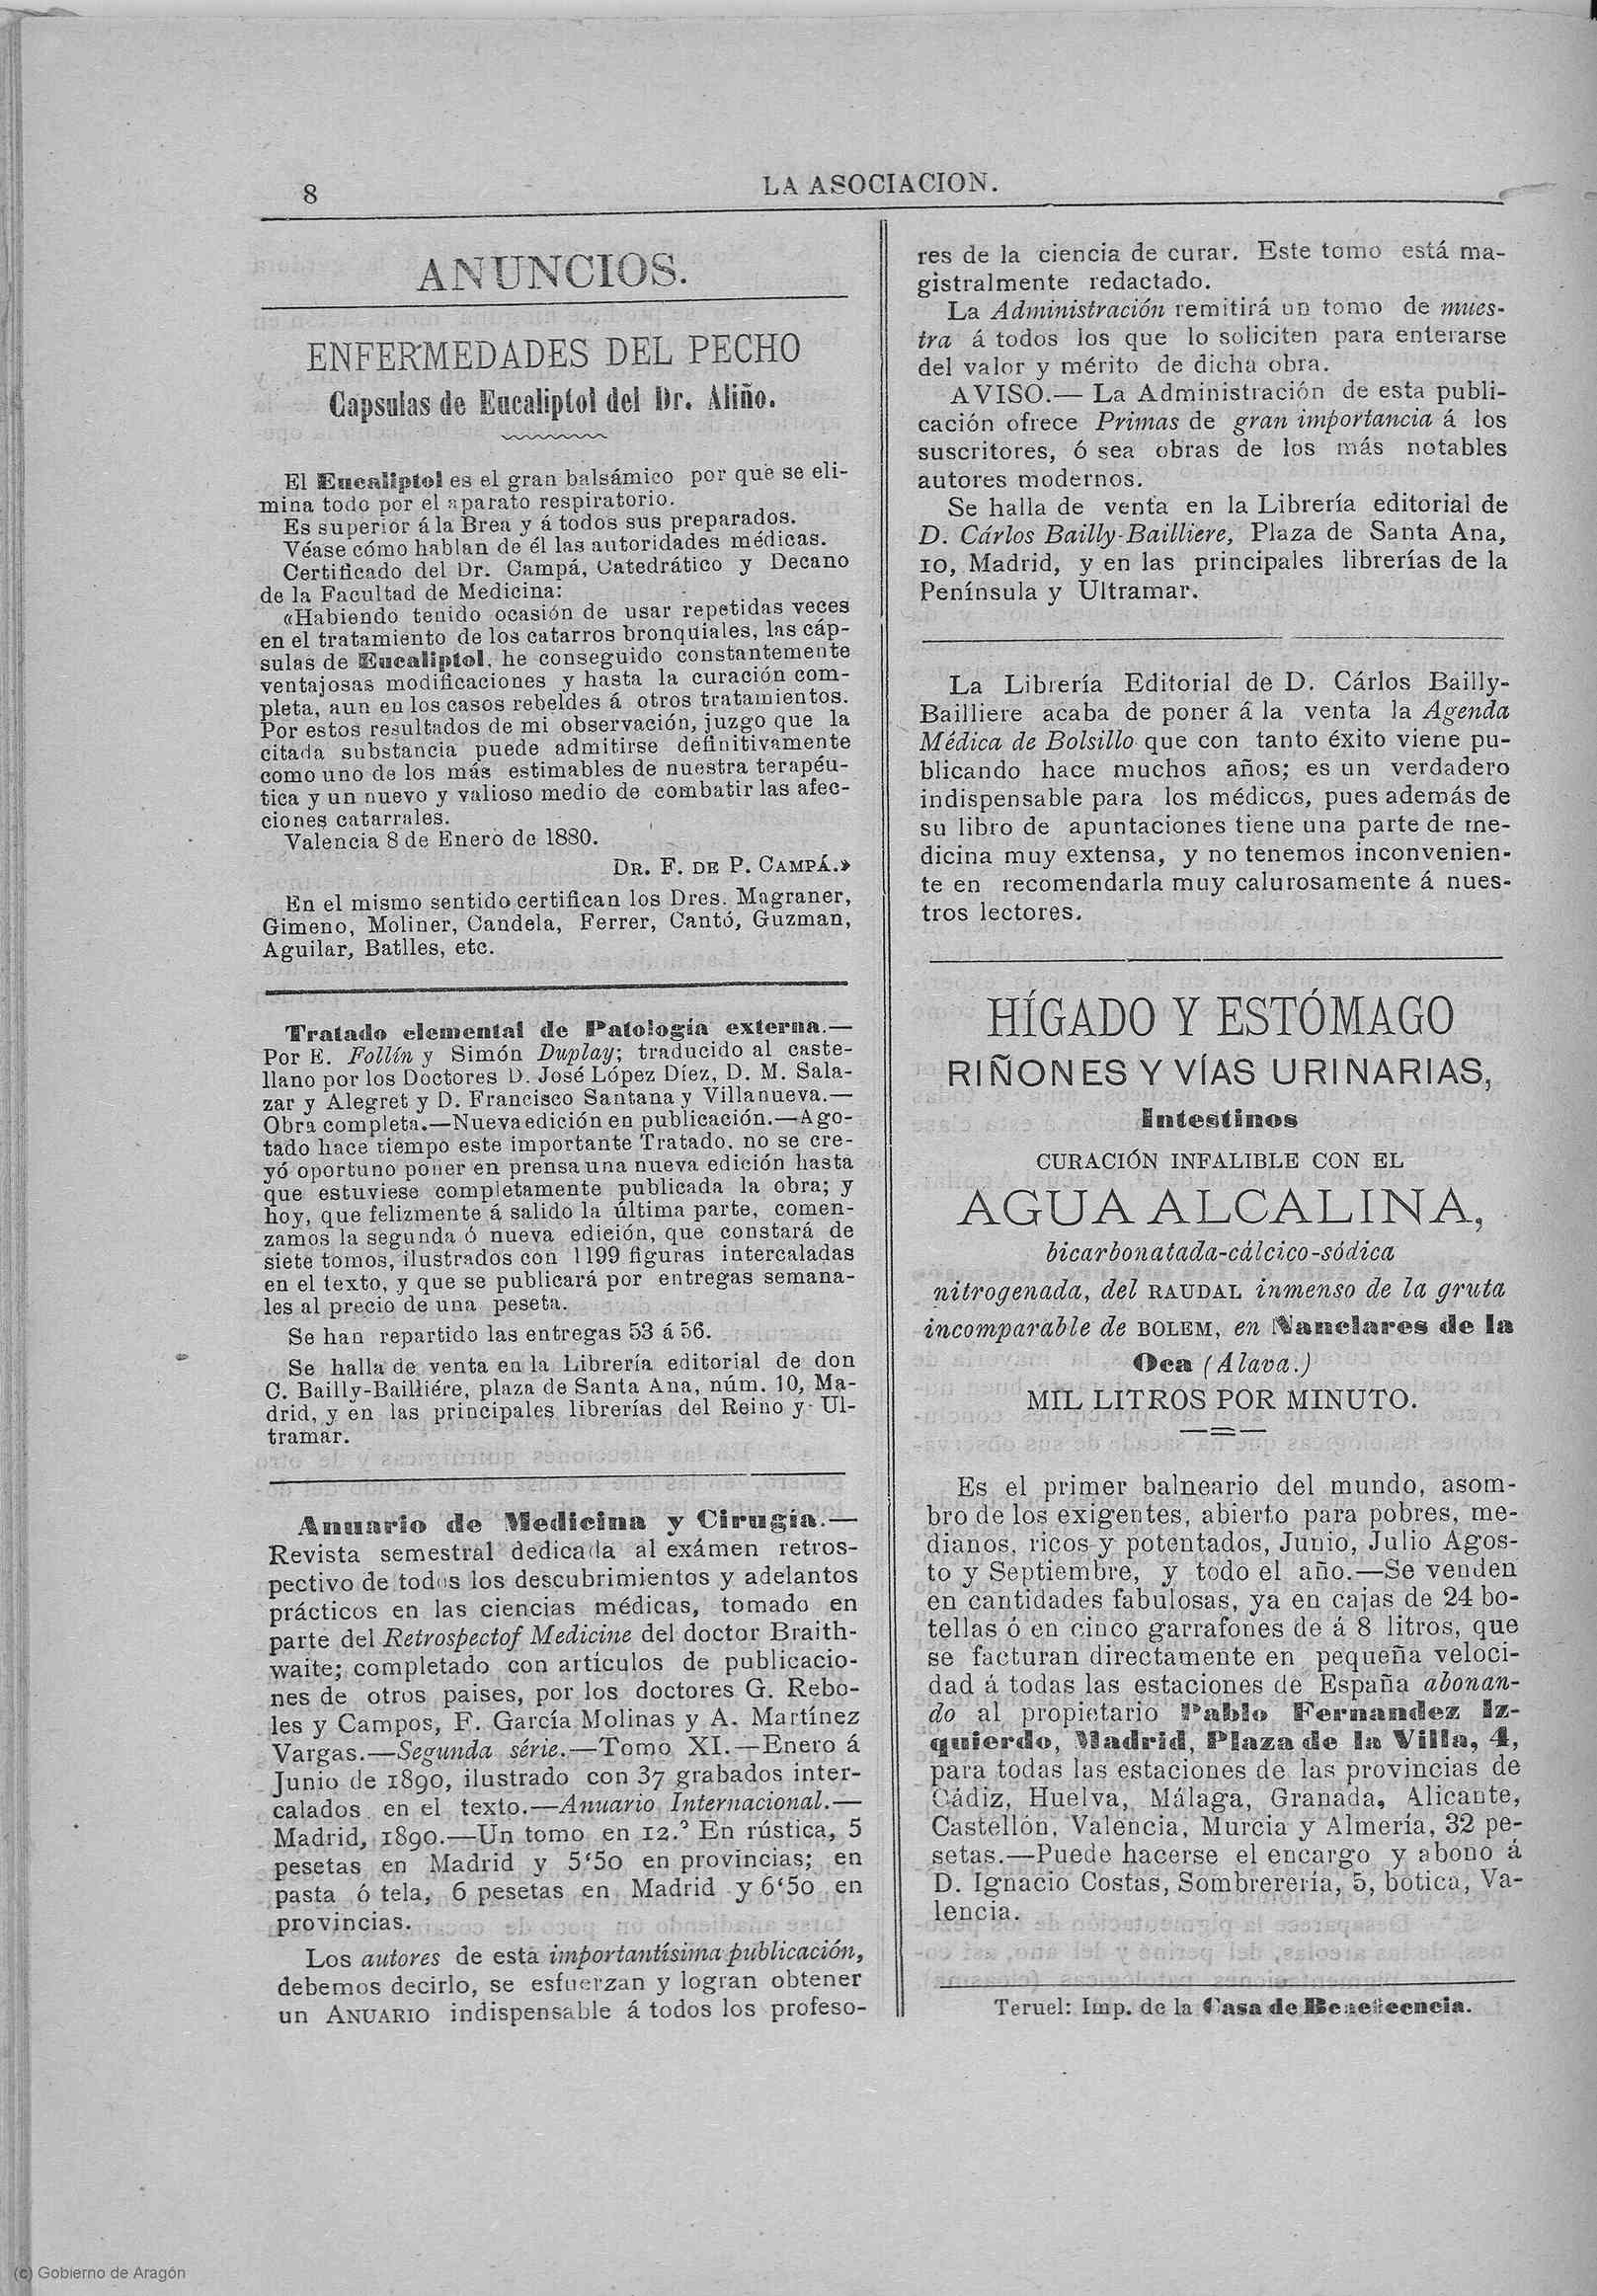 8
LA ASOCIACION.
ANUNCIOS.
ENFERMEDADES DEL PECHO
Capsulas de Eucaliptol del Dr. Aliño.
El Eucaliptol es el gran balsámico por que se eli-
mina todo por el aparato respiratorio.
Es superior á la Brea y á todos sus preparados.
Véase cómo hablan de él las autoridades médicas.
Certificado del Dr. Campá, Catedrático y Decano
de la Facultad de Medicina:
«Habiendo tenido ocasión de usar repetidas veces
en el tratamiento de los catarros bronquiales, las cáp-
sulas de Eucaliptol, he conseguido constantemente
ventajosas modificaciones y hasta la curación com-
pleta, aun en los casos rebeldes á otros tratamientos.
Por estos resultados de mi observación, juzgo que la
citada substancia puede admitirse definitivamente
como uno de los más estimables de nuestra terapéu-
tica y un nuevo y valioso medio de combatir las afec-
ciones catarrales.
Valencia 8 de Enero de 1880.
DR. F. DE P. CAMPÁ.»
En el mismo sentido certifican los Dres. Magraner,
Gimeno, Moliner, Candela, Ferrer, Cantó, Guzman,
Aguilar, Batlles, etc.
Tratado elemental de Patología externa.—
Por E. Follín y Simón Duplay; traducido al caste-
llano por los Doctores D. José López Díez, D. M. Sala-
zar y Alegret y D. Francisco Santana y Villanueva.—
Obra completa.—Nueva edición en publicación.—Ago-
tado hace tiempo este importante Tratado, no se cre-
yó oportuno poner en prensa una nueva edición hasta
que estuviese completamente publicada la obra; y
hoy, que felizmente á salido la última parte, comen-
zamos la segunda ó nueva edición, que constará de
siete tomos, ilustrados con 1199 figuras intercaladas
en el texto, y que se publicará por entregas semana-
les al precio de una peseta.
Se han repartido las entregas 53 á 56.
Se halla de venta en la Librería editorial de don
C. Bailly-Bailliére, plaza de Santa Ana, núm. 10, Ma-
drid, y en las principales librerías del Reino y Ul-
tramar.
Anuario de Medicina y Cirugía.—
Revista semestral dedicada al exámen retros-
pectivo de todos los descubrimientos y adelantos
prácticos en las ciencias médicas, tomado en
parte del Retrospectof Medicine del doctor Braith-
waite; completado con artículos de publicacio-
nes de otros paises, por los doctores G. Rebo-
les y Campos, F. García Molinas y A. Martínez
Vargas.—Segunda série.—Tomo XI.—Enero á
Junio de 1890, ilustrado con 37 grabados inter-
calados en el texto.—Anuario Internacional.—
Madrid, 1890.—Un tomo en 12.º En rústica, 5
pesetas en Madrid y 5‘50 en provincias; en
pasta ó tela, 6 pesetas en Madrid y 6‘50 en
provincias.
Los autores de esta importantísima publicación,
debemos decirlo, se esfuerzan y logran obtener
un ANUARIO indispensable á todos los profeso-
res de la ciencia de curar. Este tomo está ma-
gistralmente redactado.
La Administración remitirá un tomo de mues-
tra á todos los que lo soliciten para enterarse
del valor y mérito de dicha obra.
AVISO.— La Administración de esta publi-
cación ofrece Primas de gran importancia á los
suscritores, ó sea obras de los más notables
autores modernos.
Se halla de venta en la Librería editorial de
D. Cárlos Bailly-Bailliere, Plaza de Santa Ana,
10, Madrid, y en las principales librerías de la
Península y Ultramar.
La Librería Editorial de D. Cárlos Bailly-
Bailliere acaba de poner á la venta la Agenda
Médica de Bolsillo que con tanto éxito viene pu-
blicando hace muchos años; es un verdadero
indispensable para los médicos, pues además de
su libro de apuntaciones tiene una parte de me-
dicina muy extensa, y no tenemos inconvenien-
te en recomendarla muy calurosamente á nues-
tros lectores.
HÍGADO Y ESTÓMAGO
RIÑONES Y VÍAS URINARIAS,
Intestinos
CURACIÓN INFALIBLE CON EL
AGUA ALCALINA,
bicarbonatada-cálcico-sódica
nitrogenada, del RAUDAL inmenso de la gruta
incomparable de BOLEM, en Nanclares de la
Oca (Alava.)
MIL LITROS POR MINUTO.
Es el primer balneario del mundo, asom-
bro de los exigentes, abierto para pobres, me-
dianos, ricos y potentados, Junio, Julio Agos-
to y Septiembre, y todo el año.—Se venden
en cantidades fabulosas, ya en cajas de 24 bo-
tellas ó en cinco garrafones de á 8 litros, que
se facturan directamente en pequeña veloci-
dad á todas las estaciones de España abonan-
do al propietario Pablo Fernandez Iz-
quierdo, Madrid, Plaza de la Villa, 4,
para todas las estaciones de las provincias de
Cádiz, Huelva, Málaga, Granada, Alicante,
Castellón, Valencia, Murcia y Almería, 32 pe-
setas.—Puede hacerse el encargo y abono á
D. Ignacio Costas, Sombrerería, 5, botica, Va-
lencia.
Teruel: Imp. de la Casa de Beneficencia.
(c) Gobierno de Aragón